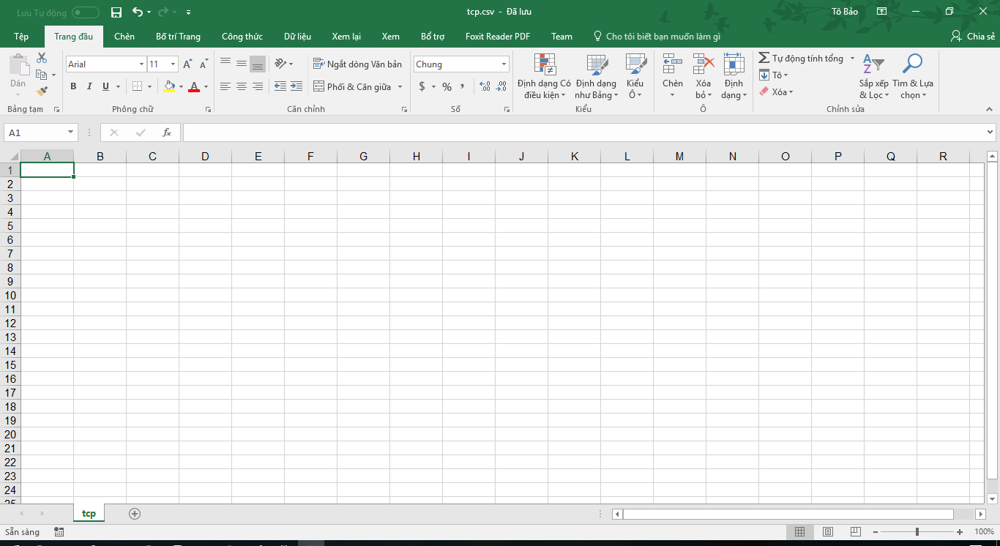 Lưu Tự động
tcp.csv - Đã lưu
Tô Bảo
Tệp Trang đầu Chèn Bố trí Trang Công thức Dữ liệu Xem lại Xem Bổ trợ Foxit Reader PDF Team Cho tôi biết bạn muốn làm gì Chia sẻ
Dán
Bảng tạm
Arial 11
B I U
Phông chữ
Ngắt dòng Văn bản
Phối & Căn giữa
Căn chỉnh
Chung
$ % , .00 .00
Số
Định dạng Có
điều kiện
Định dạng
như Bảng
Kiểu
Ô
Kiểu
Chèn
Xóa
bỏ
Định
dạng
Ô
Tự động tính tổng
Tô
Xóa
Sắp xếp
& Lọc
Tìm & Lựa
chọn
Chỉnh sửa
A1
fx
A B C D E F G H I J K L M N O P Q R
1
2
3
4
5
6
7
8
9
10
11
12
13
14
15
16
17
18
19
20
21
22
23
24
25
tcp
Sẵn sàng
100%